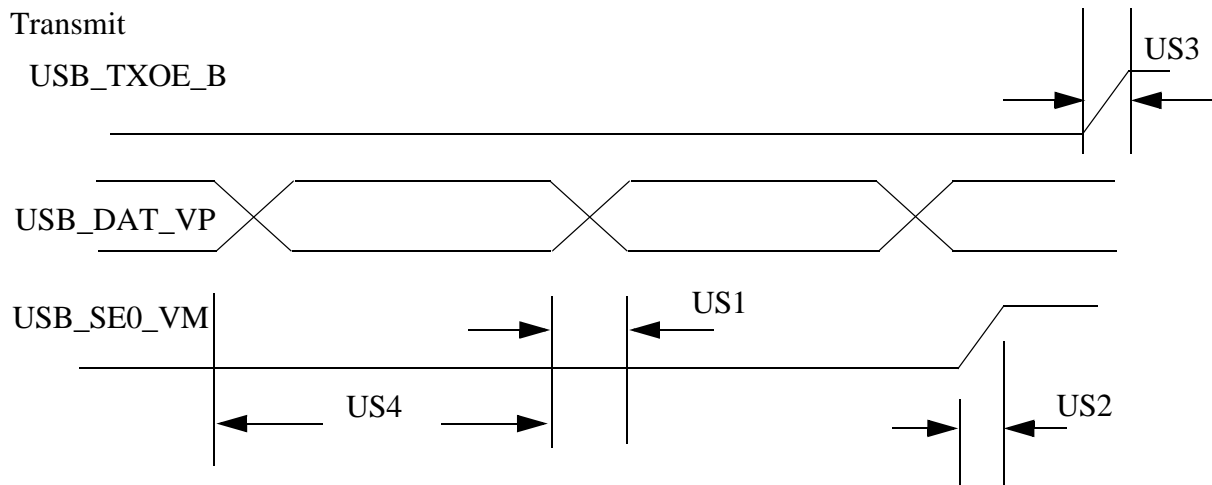 Transmit
USB_TXOE_B
US3
USB_DAT_VP
USB_SE0_VM
US1
US4
US2